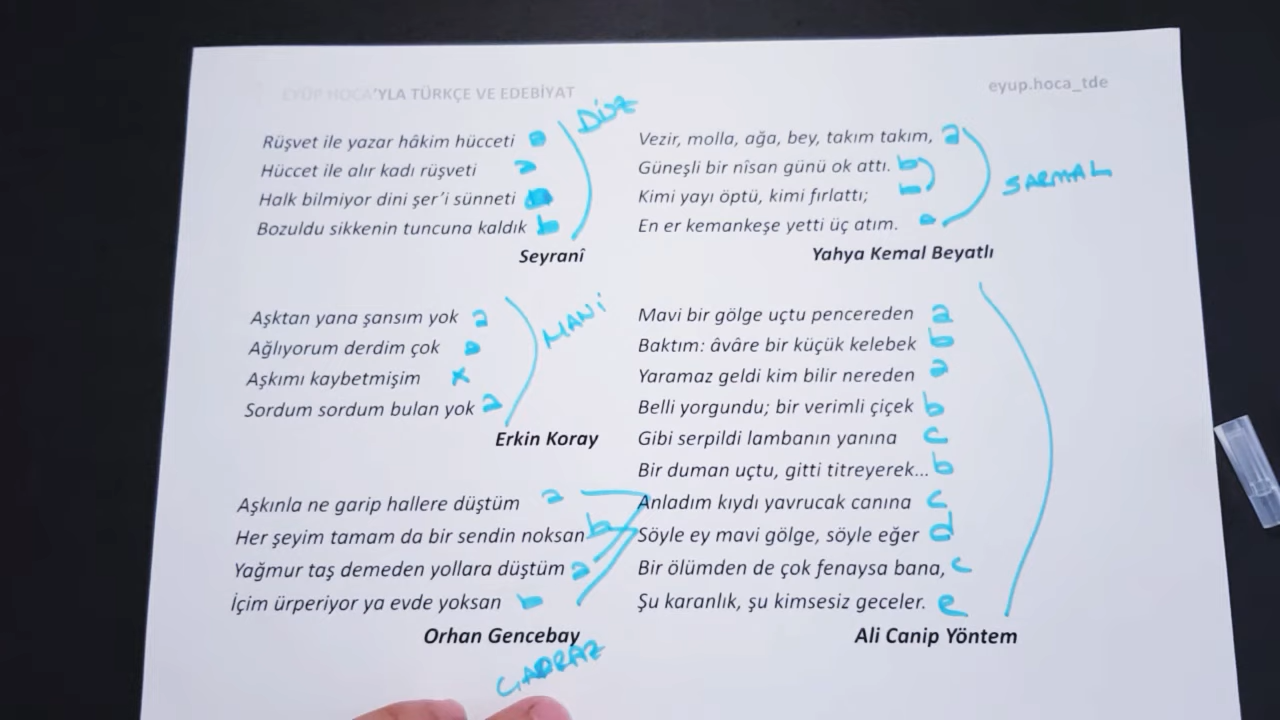 EYÜP HOCA'YLA TÜRKÇE VE EDEBİYAT
eyup.hoca_tde
Rüşvet ile yazar hâkim hücceti a
Hüccet ile alır kadı rüşveti a
Halk bilmiyor dini şer'i sünneti
Bozuldu sikkenin tuncuna kaldık b
Seyranî
DÜZ
Aşktan yana şansım yok a
Ağlıyorum derdim çok a
Aşkımı kaybetmişim x
Sordum sordum bulan yok a
Erkin Koray
MANİ
Aşkınla ne garip hallere düştüm a
Her şeyim tamam da bir sendin noksan b
Yağmur taş demeden yollara düştüm a
İçim ürperiyor ya evde yoksan b
Orhan Gencebay
ÇAPRAZ
Vezir, molla, ağa, bey, takım takım, a
Güneşli bir nîsan günü ok attı. b
Kimi yayı öptü, kimi fırlattı; b
En er kemankeşe yetti üç atım. a
Yahya Kemal Beyatlı
SARMAL
Mavi bir gölge uçtu pencereden a
Baktım: âvâre bir küçük kelebek b
Yaramaz geldi kim bilir nereden a
Belli yorgundu; bir verimli çiçek b
Gibi serpildi lambanın yanına c
Bir duman uçtu, gitti titreyerek... b
Anladım kıydı yavrucak canına c
Söyle ey mavi gölge, söyle eğer d
Bir ölümden de çok fenaysa bana, c
Şu karanlık, şu kimsesiz geceler. e
Ali Canip Yöntem